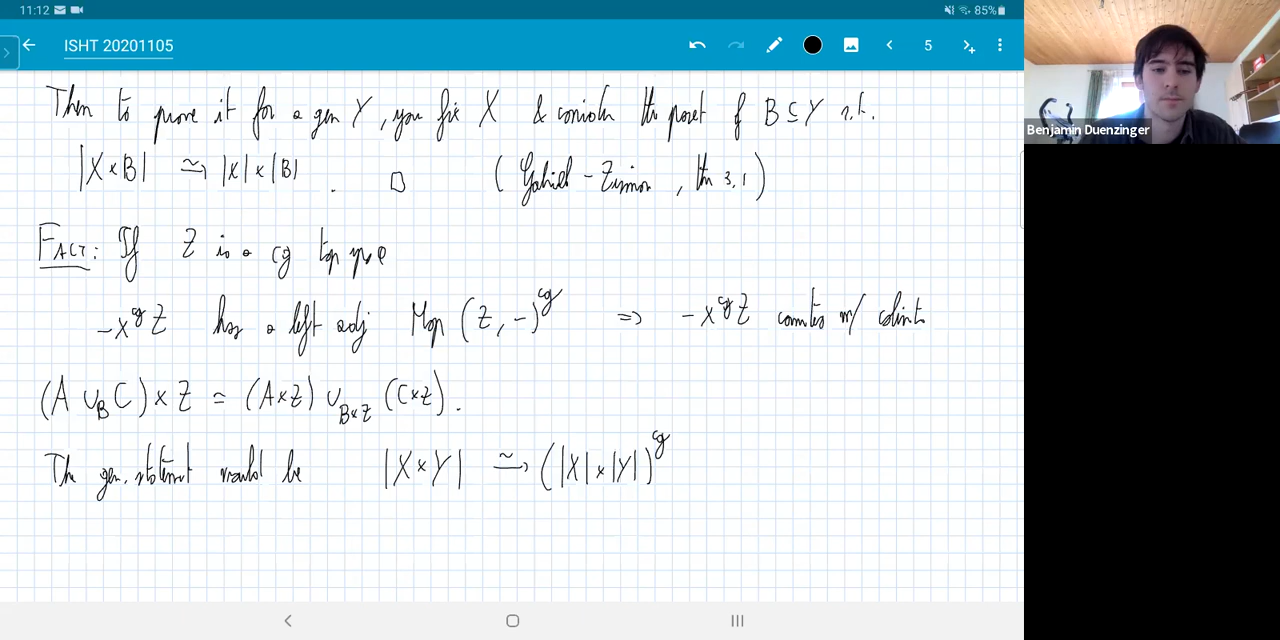 11:12
85%
ISHT 20201105
5
Then to prove it for a gen Y, you fix X & consider the poset of B ⊆ Y s.t.
|X×B| ≃→ |X|×|B| . □ (Gabriel-Zisman, thm 3.1)
FACT: If Z is a cg top space
-×^{cg} Z has a left adj Map (Z, -)^{cg} ⇒ -×^{cg} Z commutes w/ colimits
(A ∪_B C) × Z ≃ (A×Z) ∪_{B×Z} (C×Z).
The gen. statement would be |X×Y| ≃→ (|X|×|Y|)^{cg}
Benjamin Duenzinger